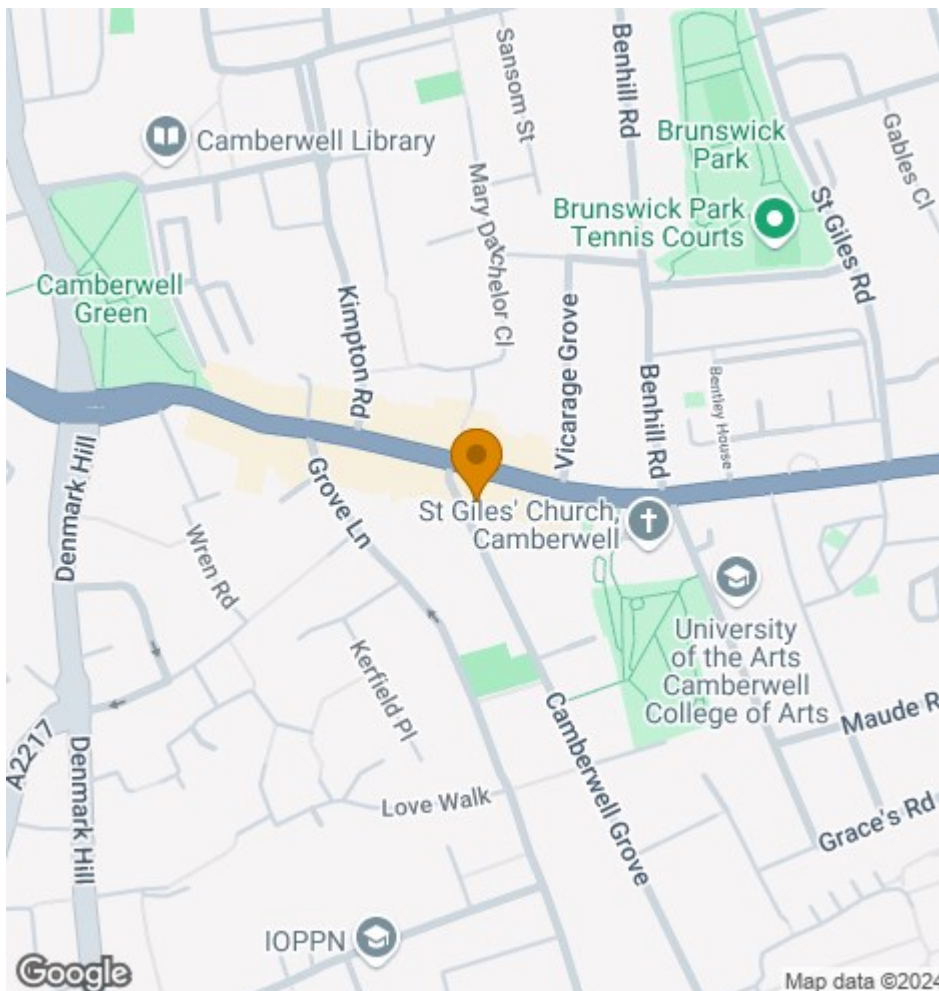 Sansom St
Benhill Rd
Brunswick
Park
Gables Cl
Camberwell Library
Mary Datchelor Cl
Brunswick Park
Tennis Courts
St Giles Rd
Camberwell
Green
Kimpton Rd
Vicarage Grove
Benhill Rd
Bentley House
Denmark Hill
Grove Ln
St Giles' Church,
Camberwell
Wren Rd
University
of the Arts
Camberwell
College of Arts
Kerfield Pl
Camberwell Grove
Maude R
A2217
Denmark Hill
Love Walk
Grace's Rd
IOPPN
Google
Map data ©2024